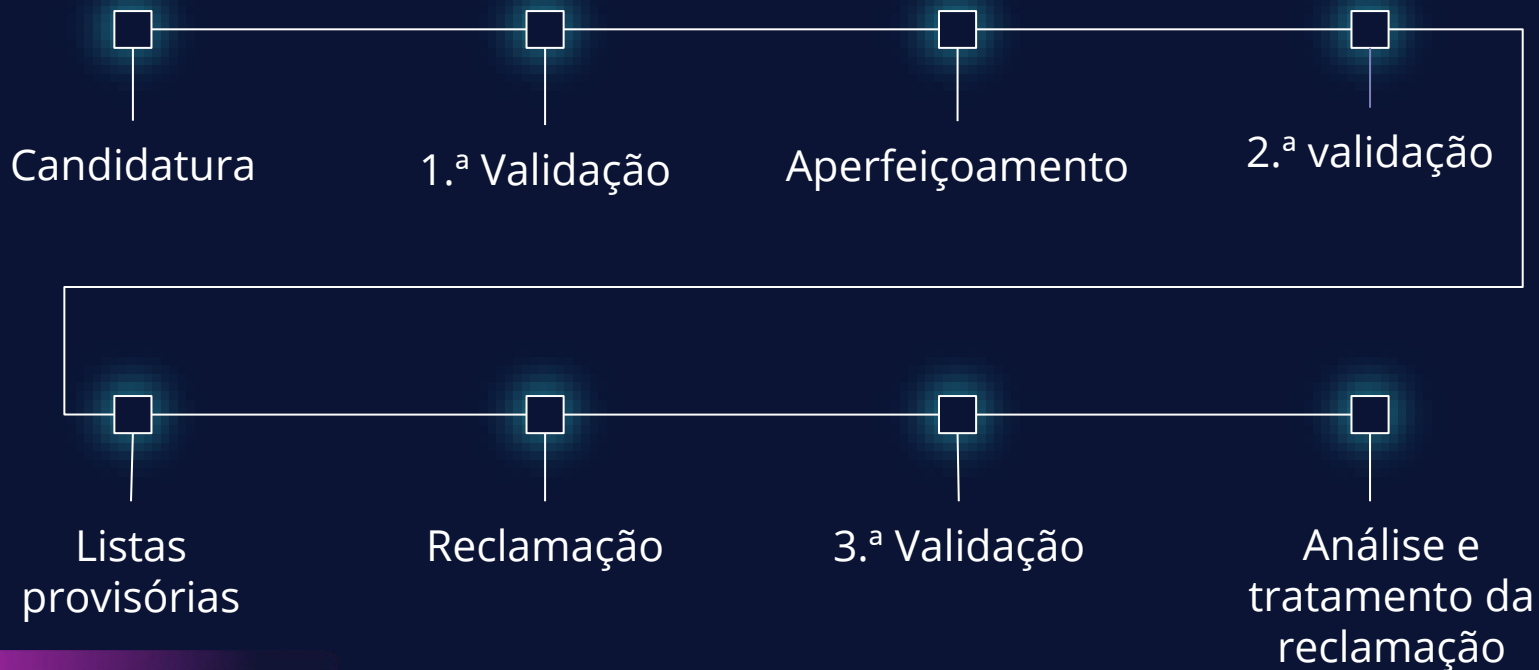 Candidatura
1.ª Validação
Aperfeiçoamento
2.ª validação
Listas
provisórias
Reclamação
3.ª Validação
Análise e
tratamento da
reclamação